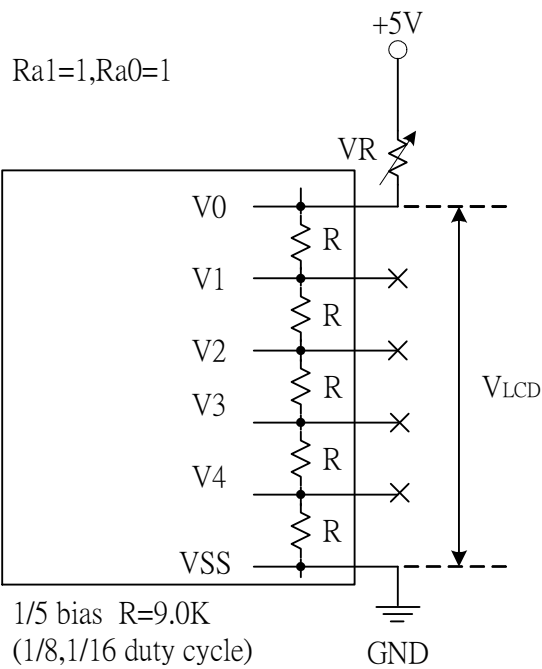 +5V
Ra1=1,Ra0=1
VR
V0
R
V1
R
V2
R
VLCD
V3
R
V4
R
VSS
1/5 bias R=9.0K
(1/8,1/16 duty cycle)
GND